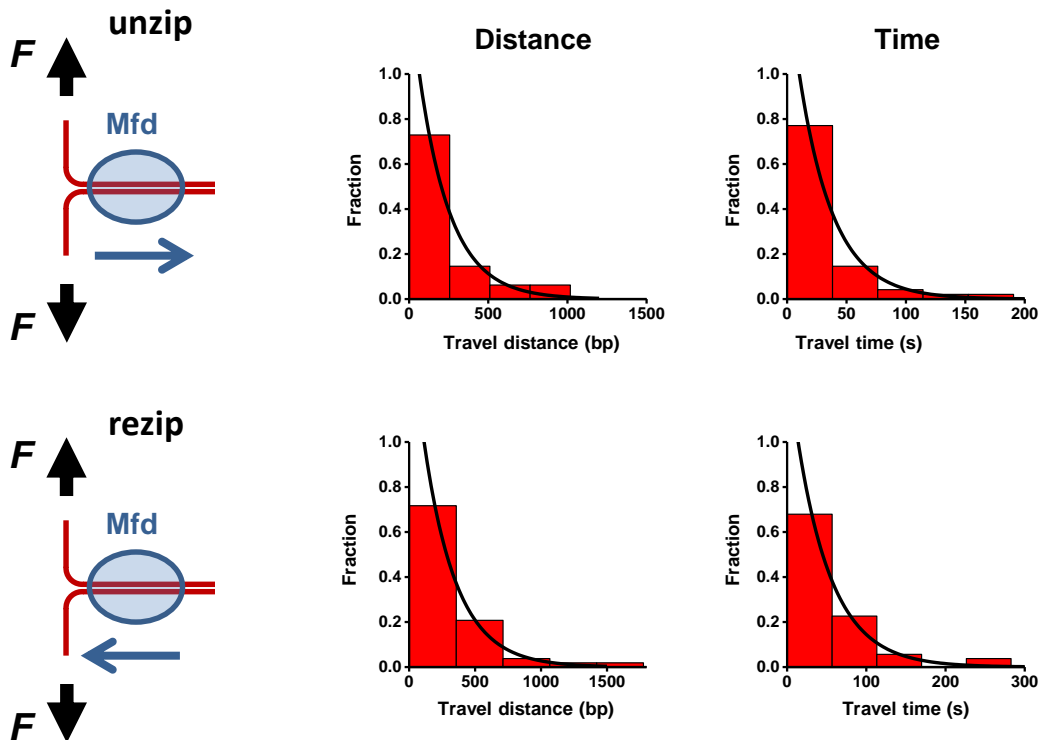 unzip
F
Mfd
F
Distance
Fraction
1.0
0.8
0.6
0.4
0.2
0.0
0 500 1000 1500
Travel distance (bp)
Time
Fraction
1.0
0.8
0.6
0.4
0.2
0.0
0 50 100 150 200
Travel time (s)
rezip
F
Mfd
F
Fraction
1.0
0.8
0.6
0.4
0.2
0.0
0 500 1000 1500
Travel distance (bp)
Fraction
1.0
0.8
0.6
0.4
0.2
0.0
0 100 200 300
Travel time (s)